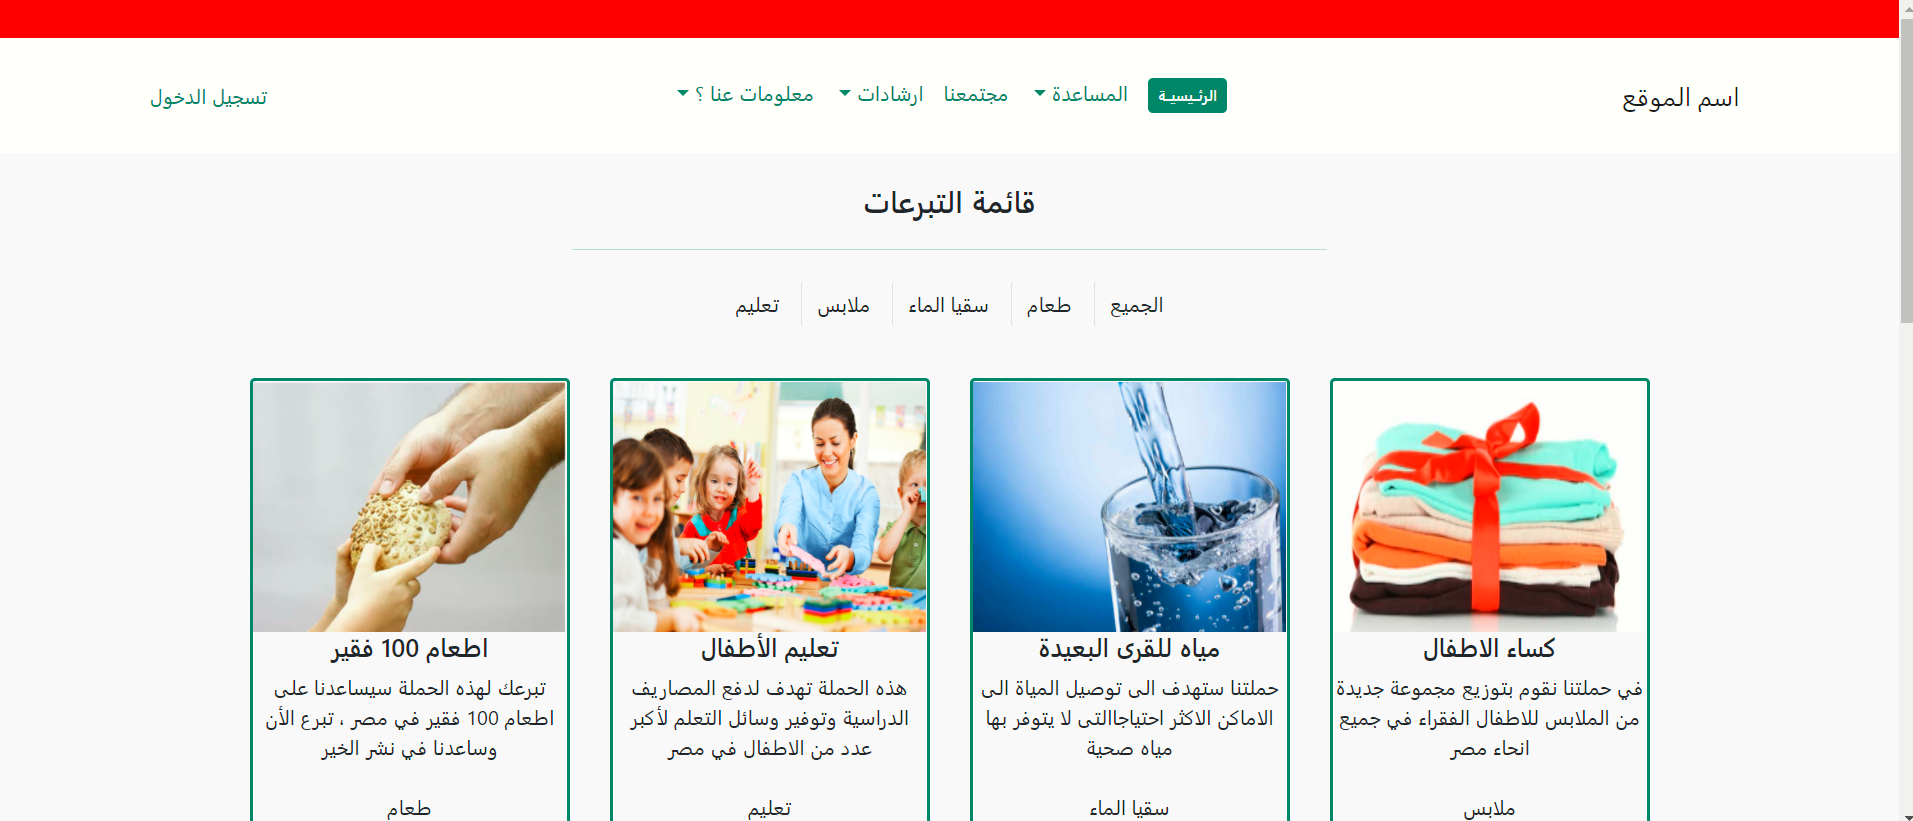 اسم الموقع
الرئـيسيـة
المساعدة
مجتمعنا
ارشادات
معلومات عنا ؟
تسجيل الدخول
قائمة التبرعات
الجميع
طعام
سقيا الماء
ملابس
تعليم
كساء الاطفال
في حملتنا نقوم بتوزيع مجموعة جديدة
من الملابس للاطفال الفقراء في جميع
انحاء مصر
ملابس
مياه للقرى البعيدة
حملتنا ستهدف الى توصيل المياة الى
الاماكن الاكثر احتياجاالتى لا يتوفر بها
مياه صحية
سقيا الماء
تعليم الأطفال
هذه الحملة تهدف لدفع المصاريف
الدراسية وتوفير وسائل التعلم لأكبر
عدد من الاطفال في مصر
تعليم
اطعام 100 فقير
تبرعك لهذه الحملة سيساعدنا على
اطعام 100 فقير في مصر ، تبرع الأن
وساعدنا في نشر الخير
طعام